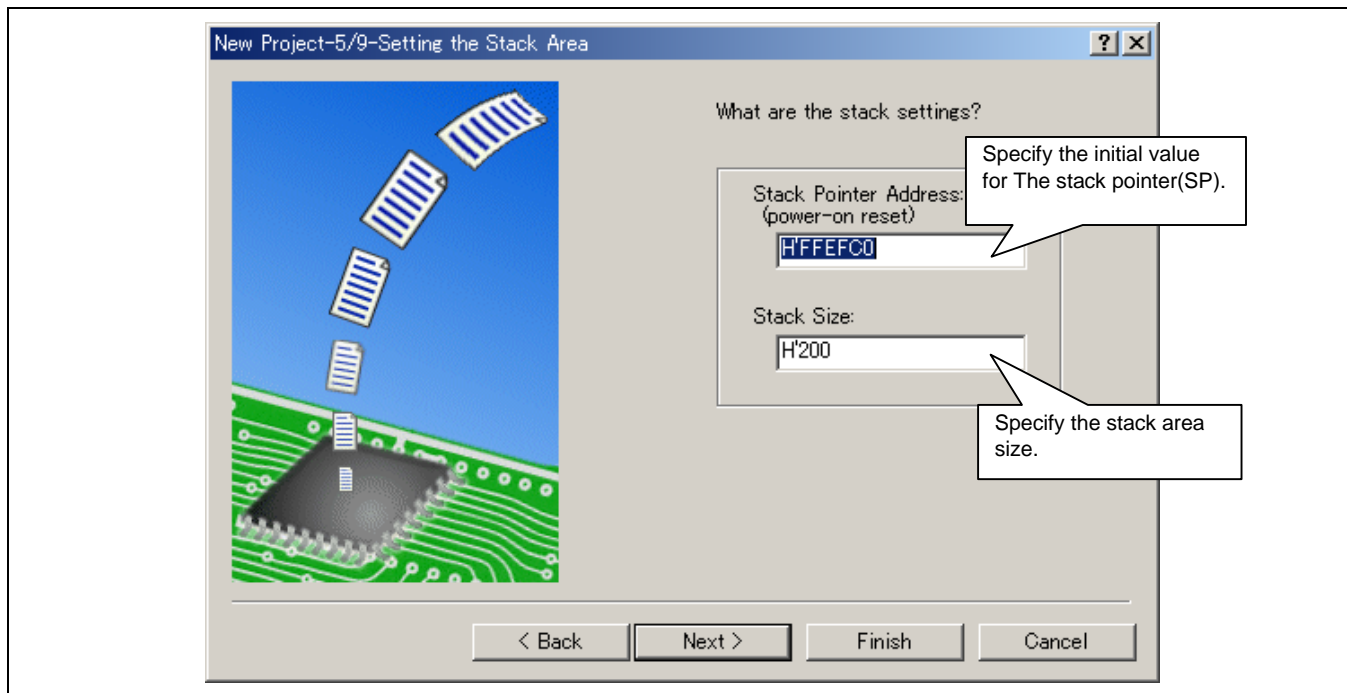 New Project-5/9-Setting the Stack Area
What are the stack settings?
Specify the initial value
for The stack pointer(SP).
Stack Pointer Address:
(power-on reset)
H'FFEFC0
Stack Size:
H'200
Specify the stack area
size.
< Back
Next >
Finish
Cancel